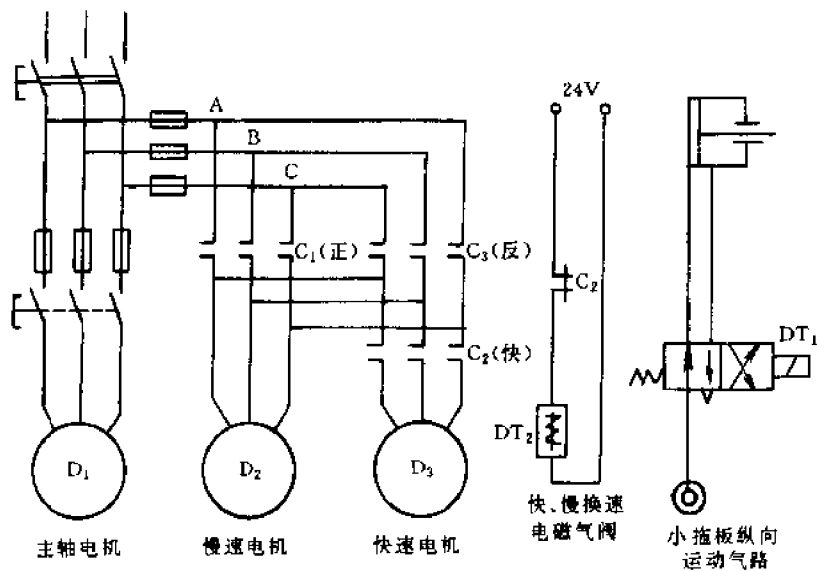 A
B
C
24V
C₁(正)
C₃(反)
C₂
C₂(快)
DT₁
DT₂
D₁
D₂
D₃
主轴电机
慢速电机
快速电机
快、慢换速
电磁气阀
小拖板纵向
运动气路